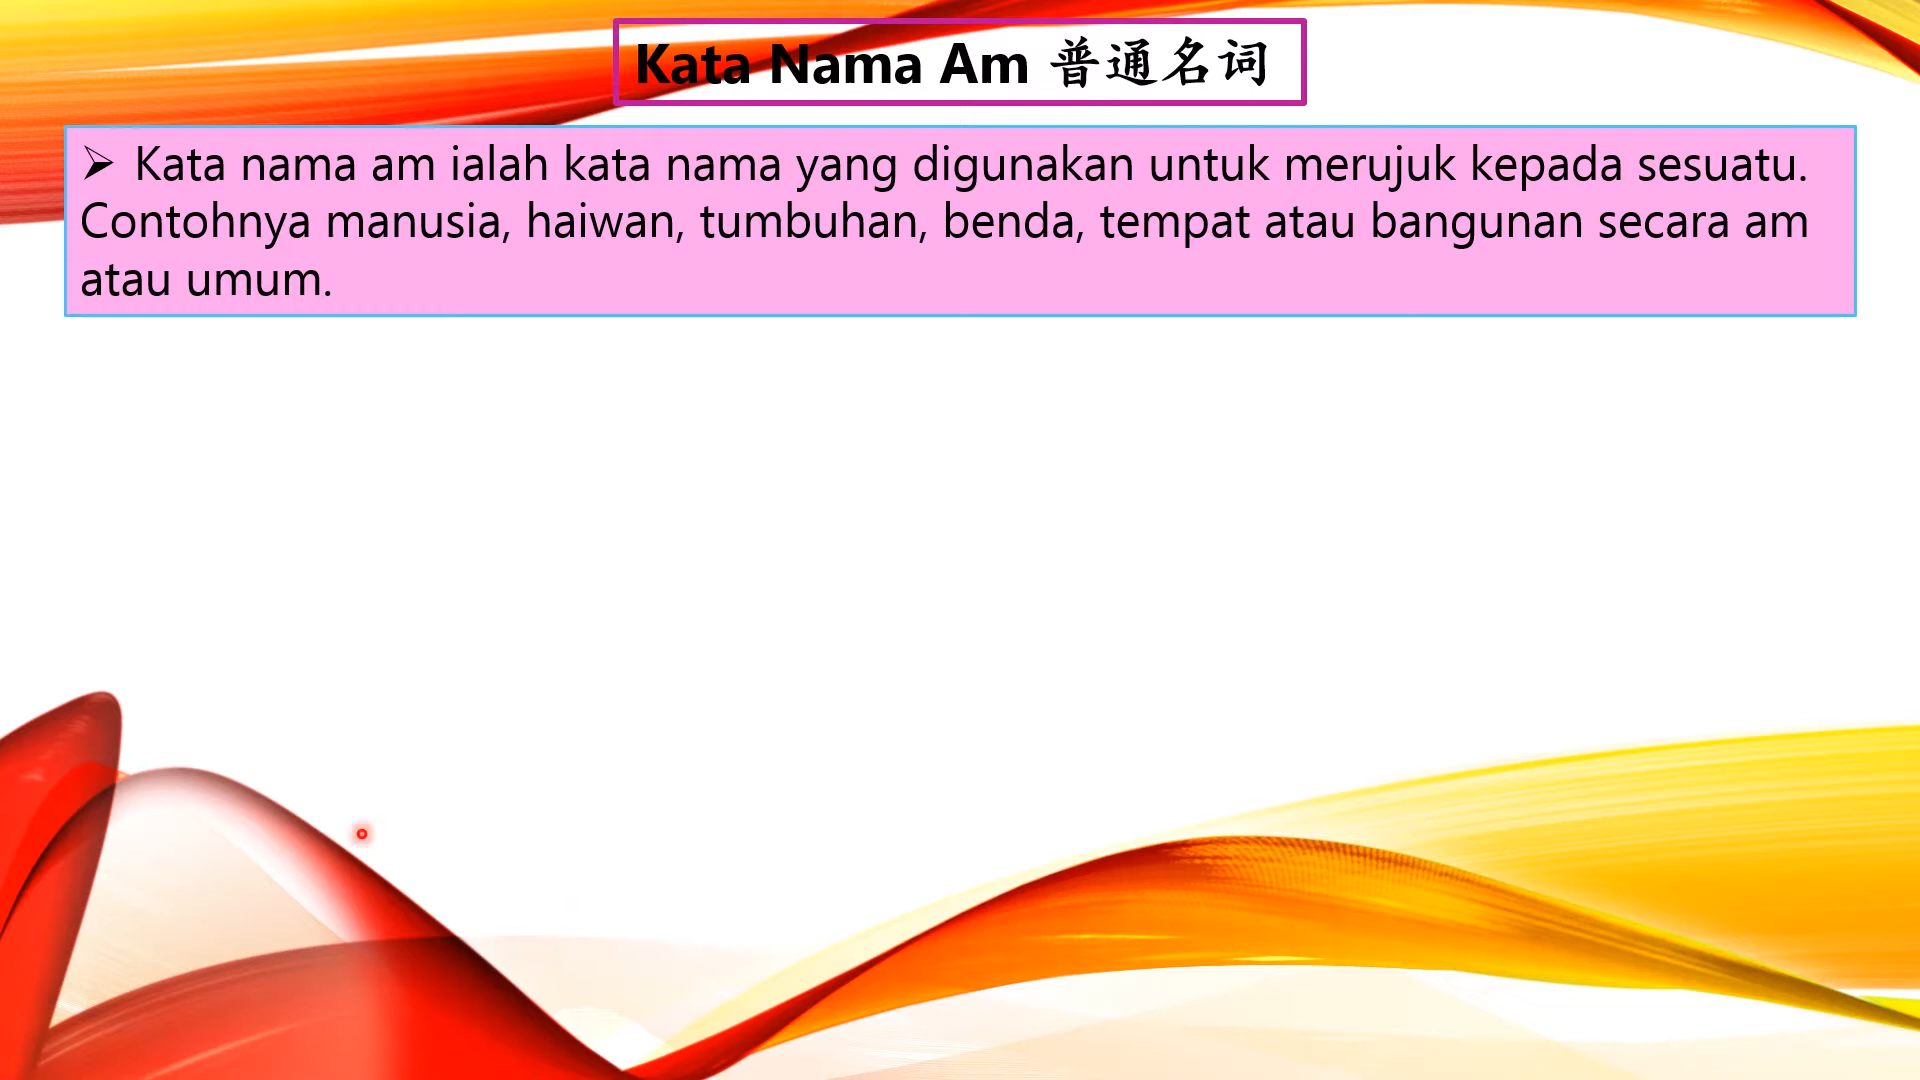 Kata Nama Am 普通名词
➢ Kata nama am ialah kata nama yang digunakan untuk merujuk kepada sesuatu.
Contohnya manusia, haiwan, tumbuhan, benda, tempat atau bangunan secara am
atau umum.